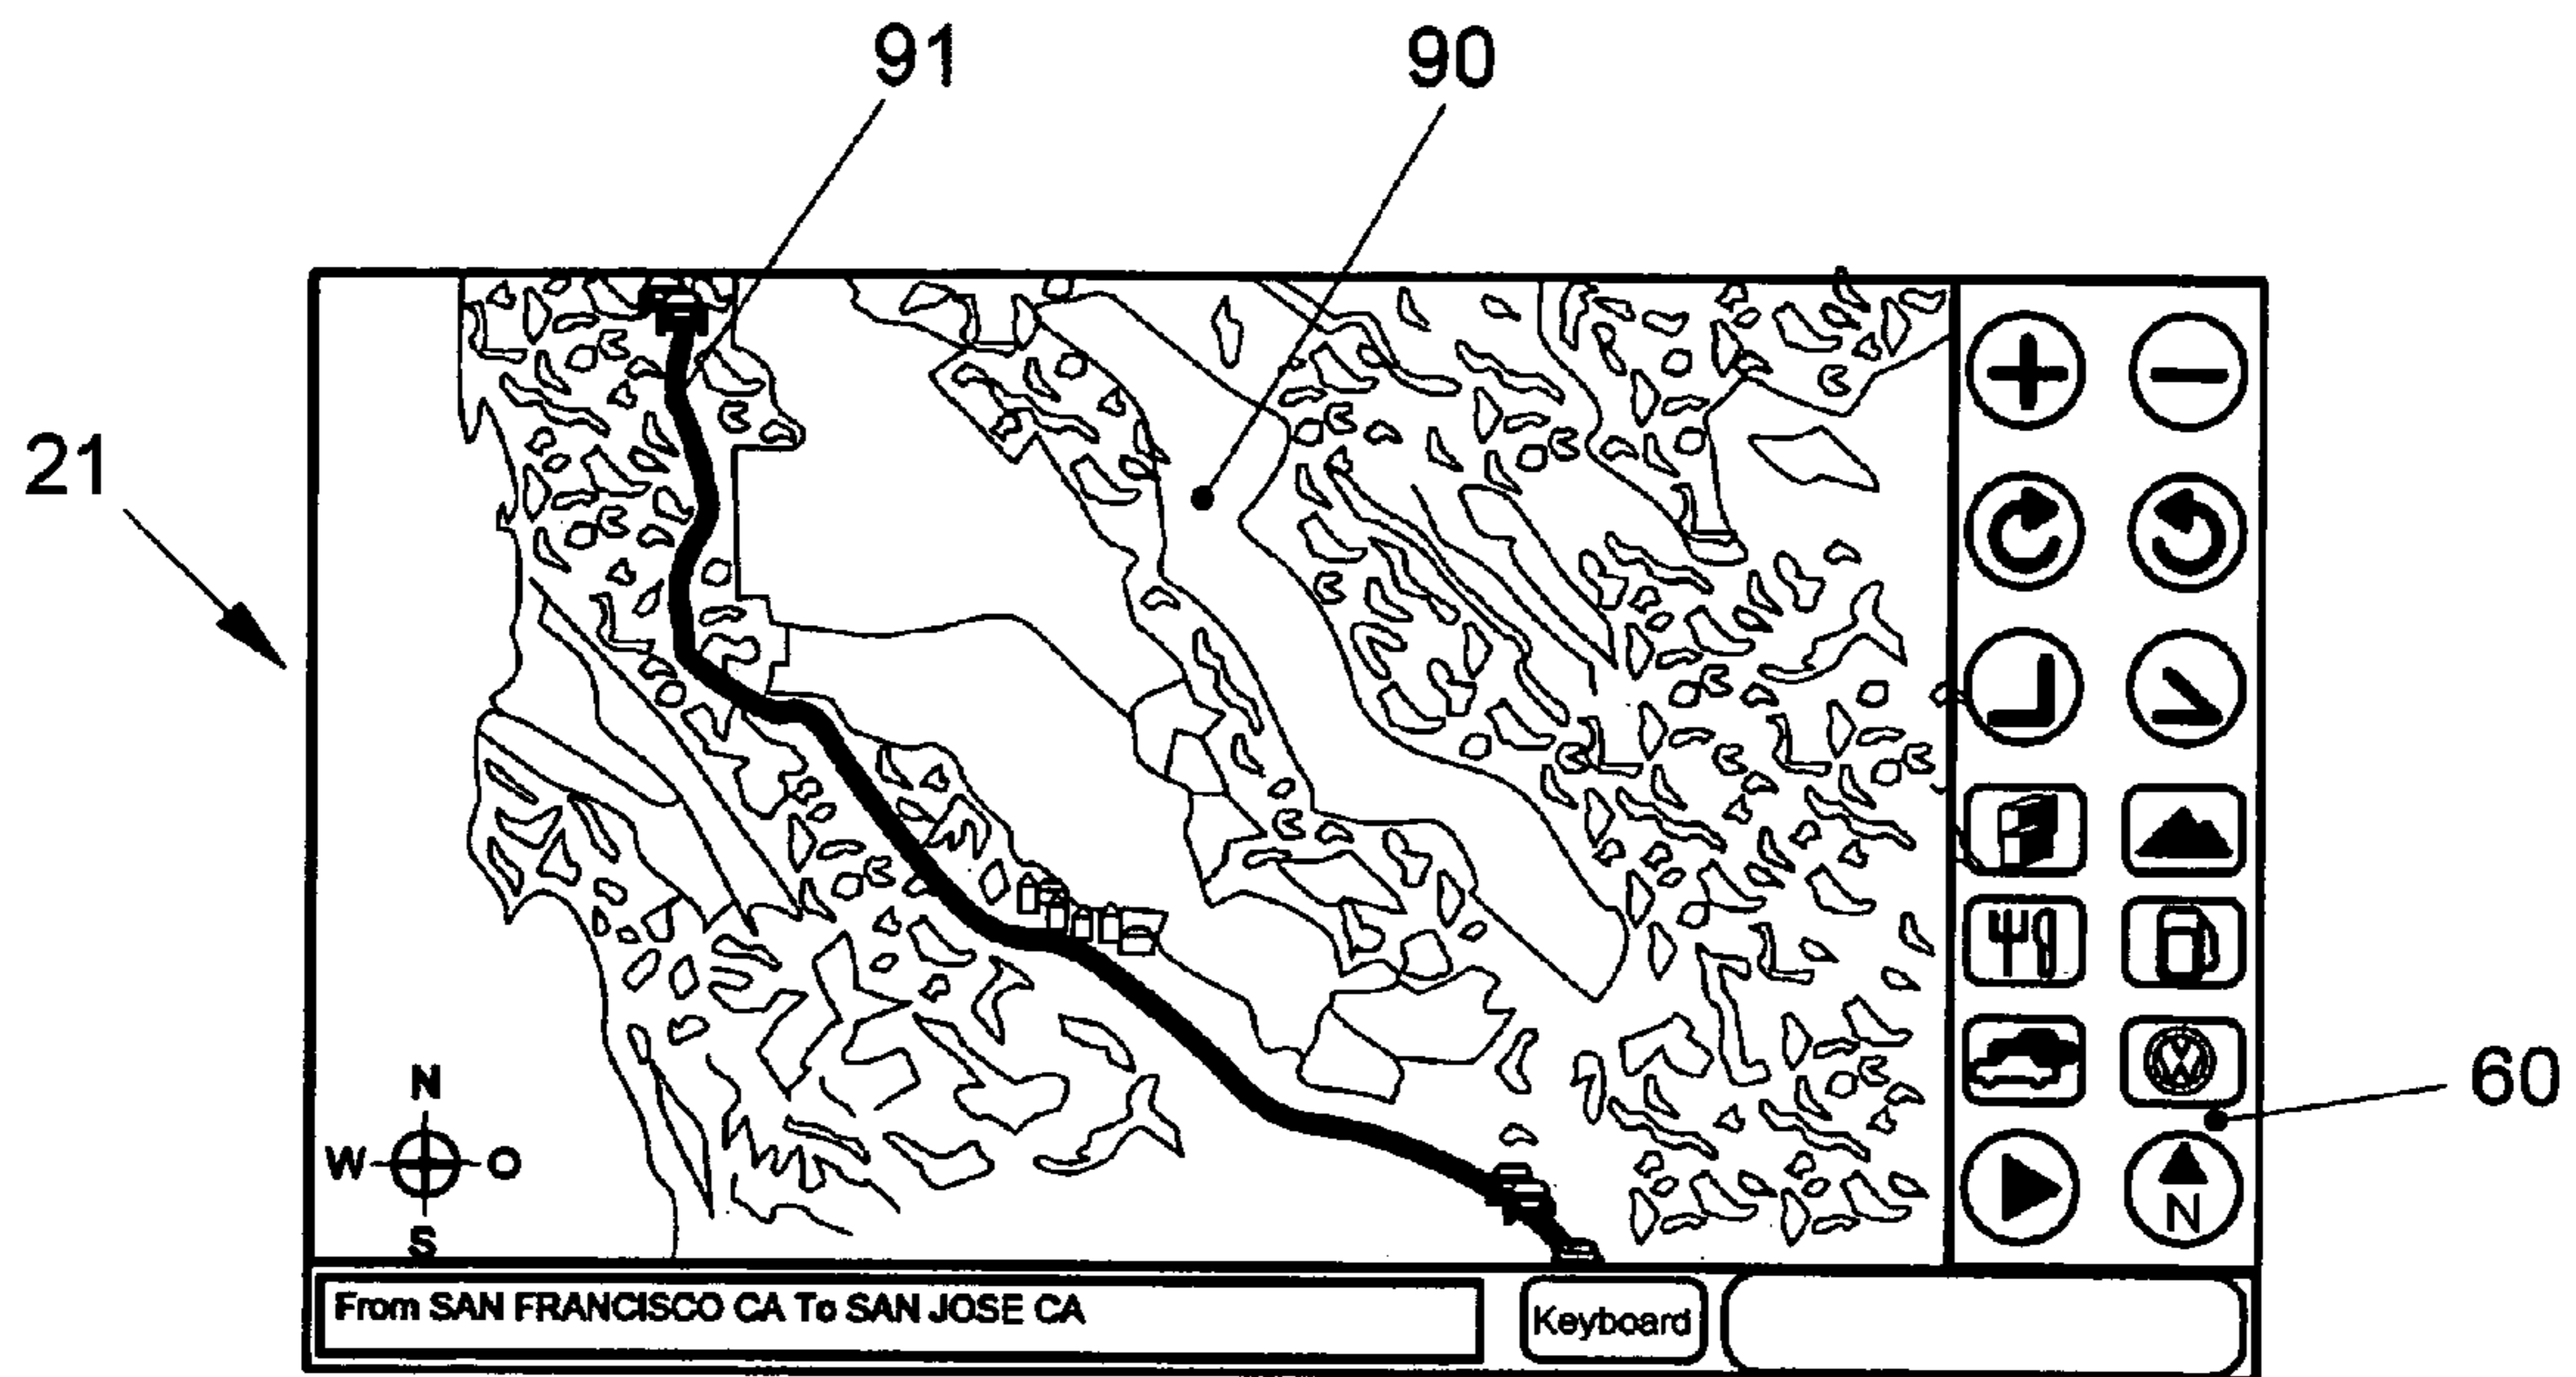 91
90
21
60
N
W
O
S
N
From SAN FRANCISCO CA To SAN JOSE CA
Keyboard